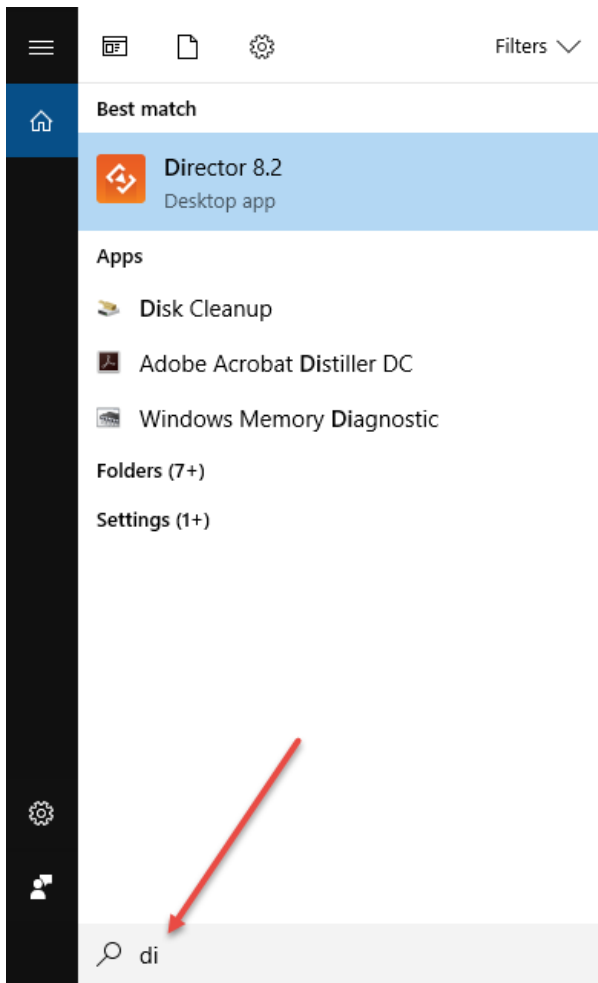 Filters
Best match
Director 8.2
Desktop app
Apps
Disk Cleanup
Adobe Acrobat Distiller DC
Windows Memory Diagnostic
Folders (7+)
Settings (1+)
di